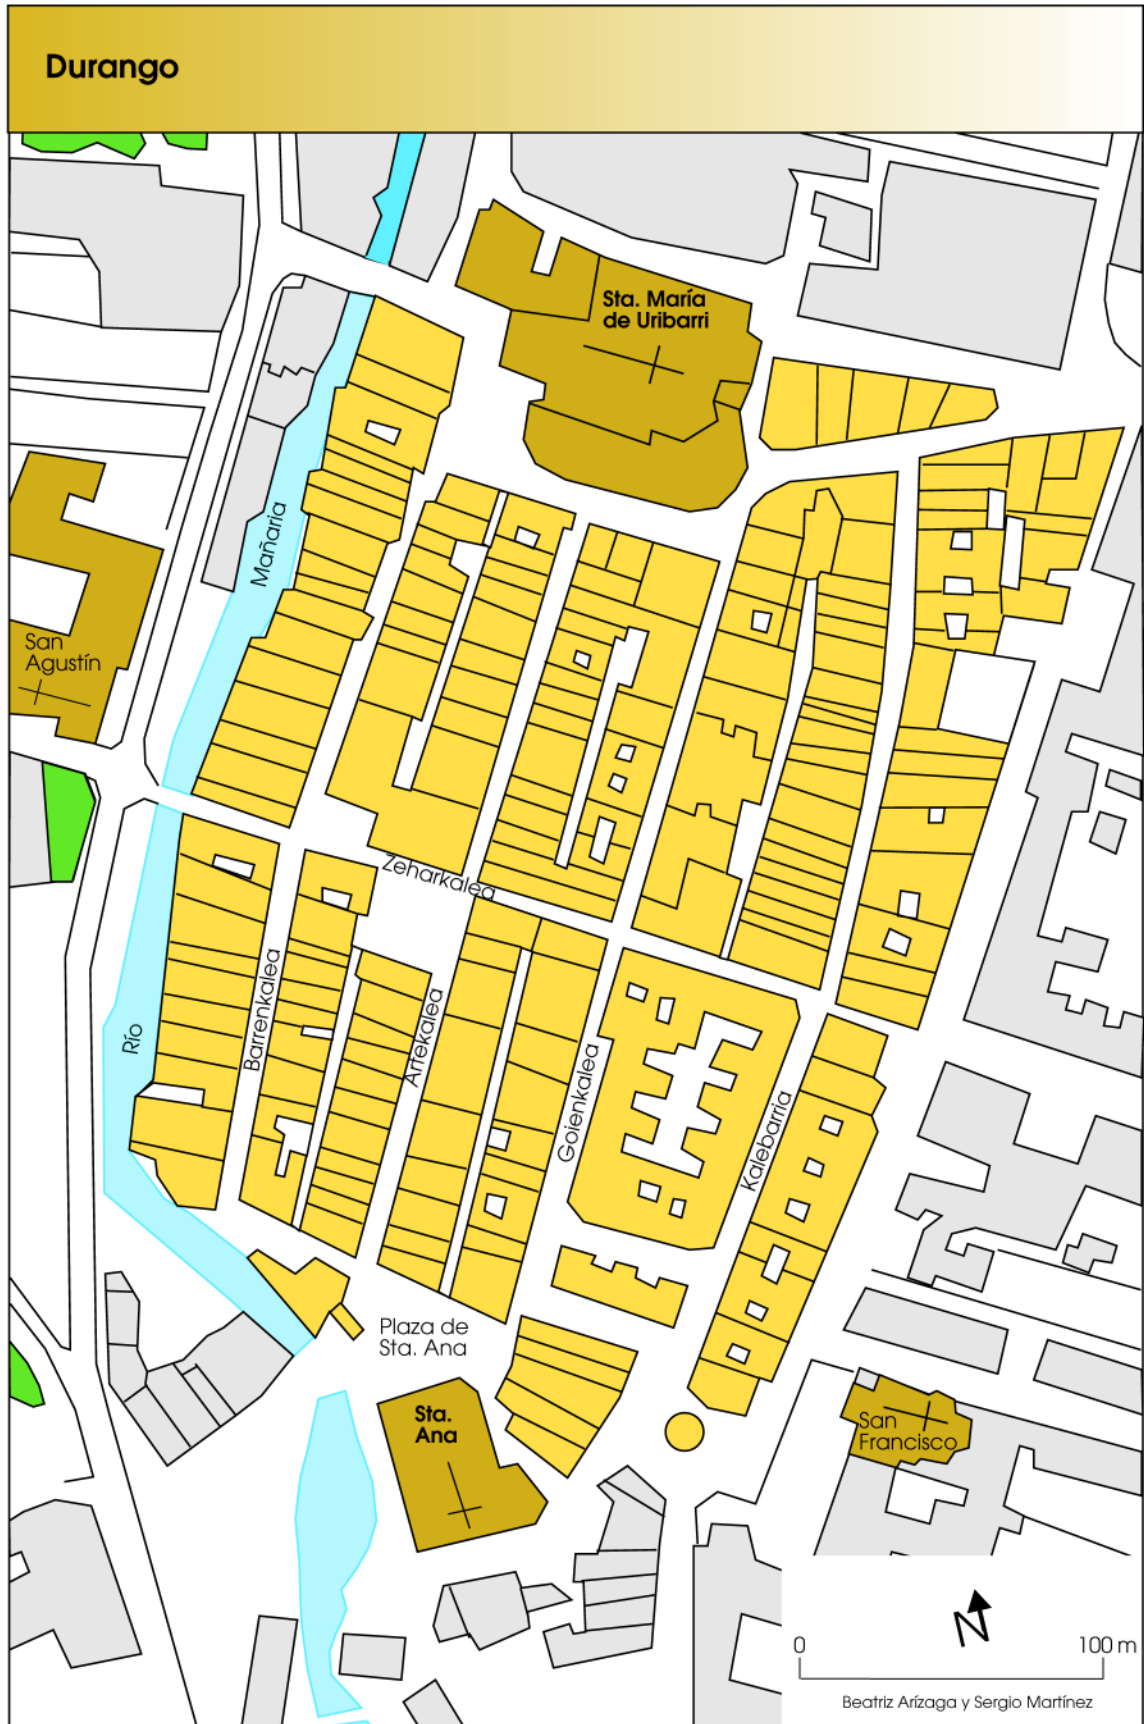 Durango
Sta. María
de Uribarri
Mañaria
San
Agustín
Zeharkalea
Barrenkalea
Artekalea
Río
Goienkalea
Kalebarria
Plaza de
Sta. Ana
Sta.
Ana
San
Francisco
N
0 100 m
Beatriz Arízaga y Sergio Martínez